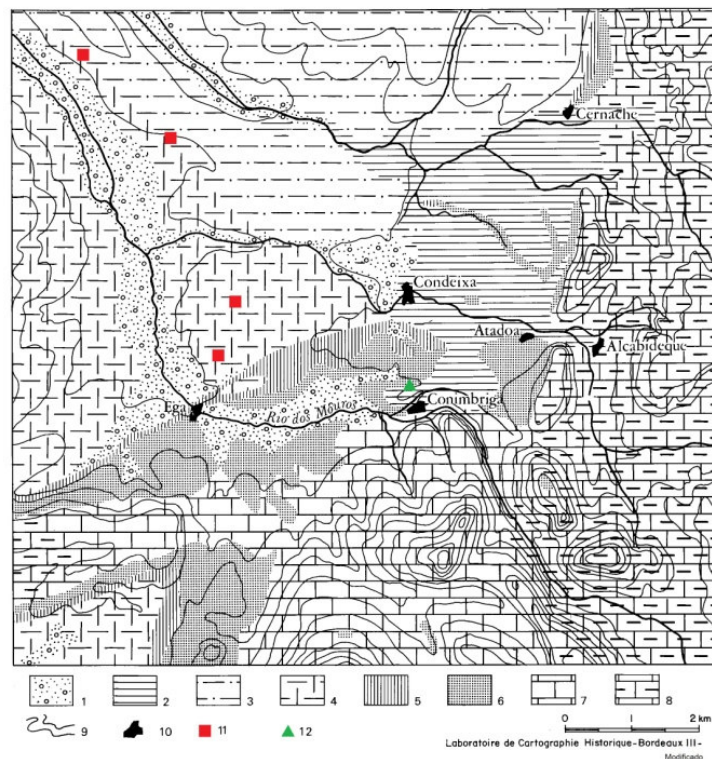 Cernache
Condeixa
Atadoa
Alcabideque
Conimbriga
Ega
Rio dos Mouros
1 2 3 4 5 6 7 8
9 10 11 12
0 1 2 km
Laboratoire de Cartographie Historique-Bordeaux III-
Modificado